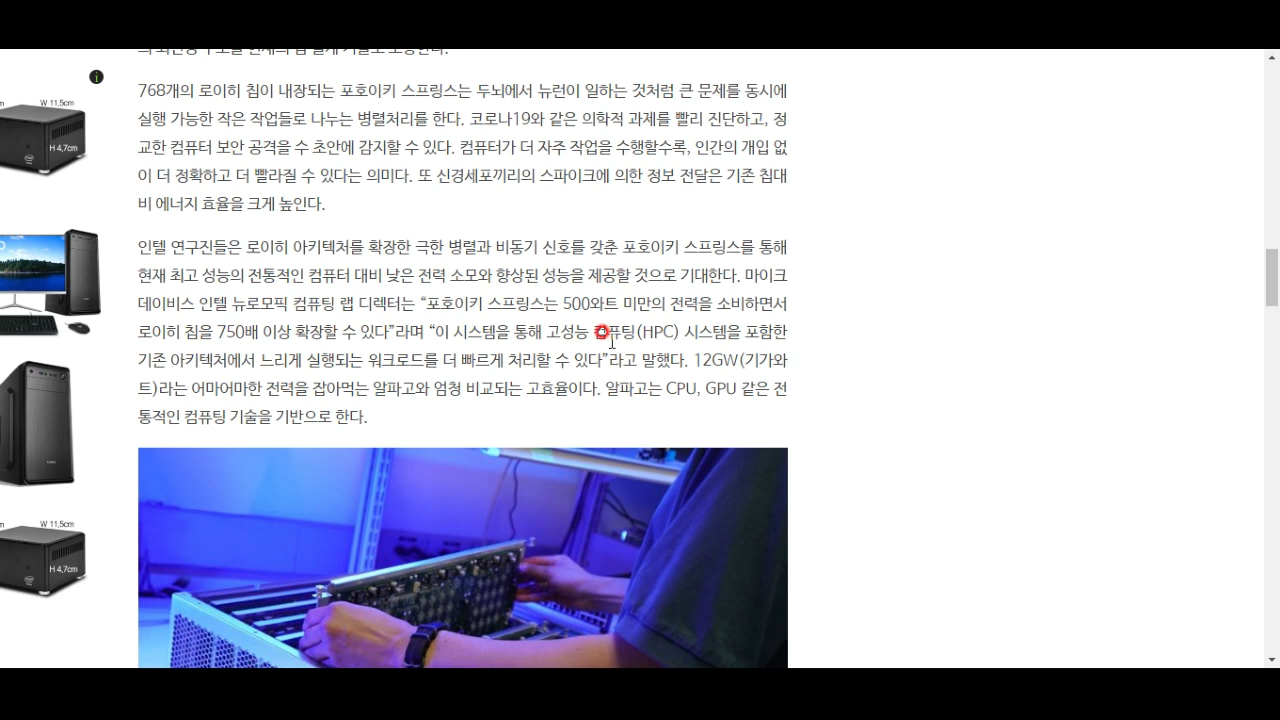 W 11,5cm
H 4,7cm
768개의 로이히 칩이 내장되는 포호이키 스프링스는 두뇌에서 뉴런이 일하는 것처럼 큰 문제를 동시에
실행 가능한 작은 작업들로 나누는 병렬처리를 한다. 코로나19와 같은 의학적 과제를 빨리 진단하고, 정
교한 컴퓨터 보안 공격을 수 초안에 감지할 수 있다. 컴퓨터가 더 자주 작업을 수행할수록, 인간의 개입 없
이 더 정확하고 더 빨라질 수 있다는 의미다. 또 신경세포끼리의 스파이크에 의한 정보 전달은 기존 칩대
비 에너지 효율을 크게 높인다.
인텔 연구진들은 로이히 아키텍처를 확장한 극한 병렬과 비동기 신호를 갖춘 포호이키 스프링스를 통해
현재 최고 성능의 전통적인 컴퓨터 대비 낮은 전력 소모와 향상된 성능을 제공할 것으로 기대한다. 마이크
데이비스 인텔 뉴로모픽 컴퓨팅 랩 디렉터는 “포호이키 스프링스는 500와트 미만의 전력을 소비하면서
로이히 칩을 750배 이상 확장할 수 있다”라며 “이 시스템을 통해 고성능 컴퓨팅(HPC) 시스템을 포함한
기존 아키텍처에서 느리게 실행되는 워크로드를 더 빠르게 처리할 수 있다”라고 말했다. 12GW(기가와
트)라는 어마어마한 전력을 잡아먹는 알파고와 엄청 비교되는 고효율이다. 알파고는 CPU, GPU 같은 전
통적인 컴퓨팅 기술을 기반으로 한다.
W 11,5cm
H 4,7cm